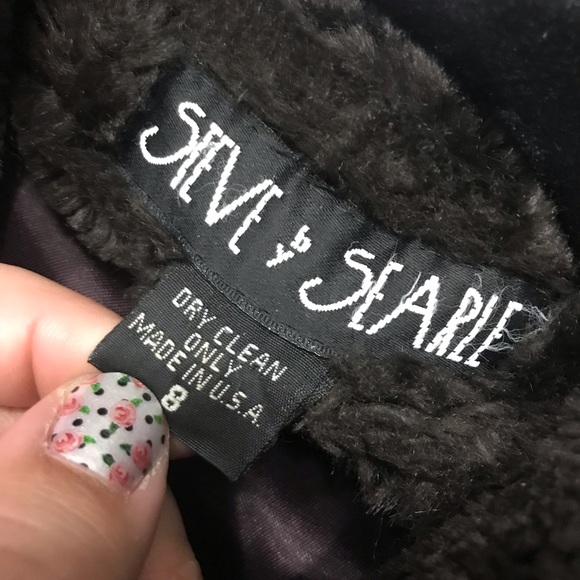 STEVE by SEARLE
DRY CLEAN
ONLY
MADE IN U.S.A.
8